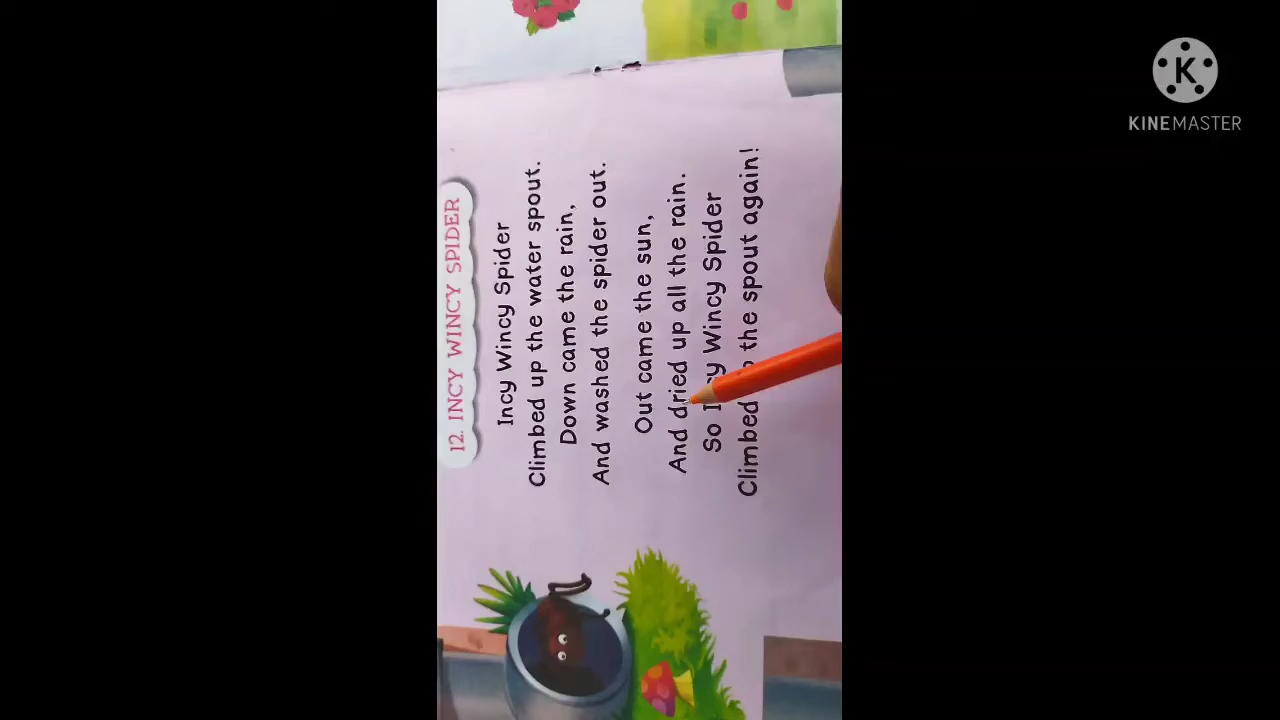 12. INCY WINCY SPIDER
Incy Wincy Spider
Climbed up the water spout.
Down came the rain,
And washed the spider out.
Out came the sun,
And dried up all the rain.
So Wincy Spider
Climbed the spout again!
KINEMASTER